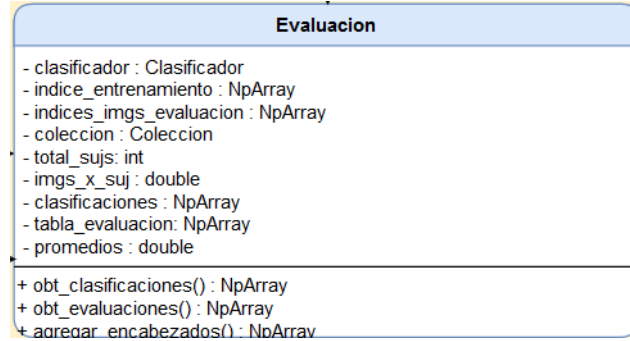 Evaluacion
- clasificador : Clasificador
- indice_entrenamiento : NpArray
- indices_imgs_evaluacion : NpArray
- coleccion : Coleccion
- total_sujs: int
- imgs_x_suj : double
- clasificaciones : NpArray
- tabla_evaluacion: NpArray
- promedios : double
+ obt_clasificaciones() : NpArray
+ obt_evaluaciones() : NpArray
+ agregar_encabezados() : NpArray